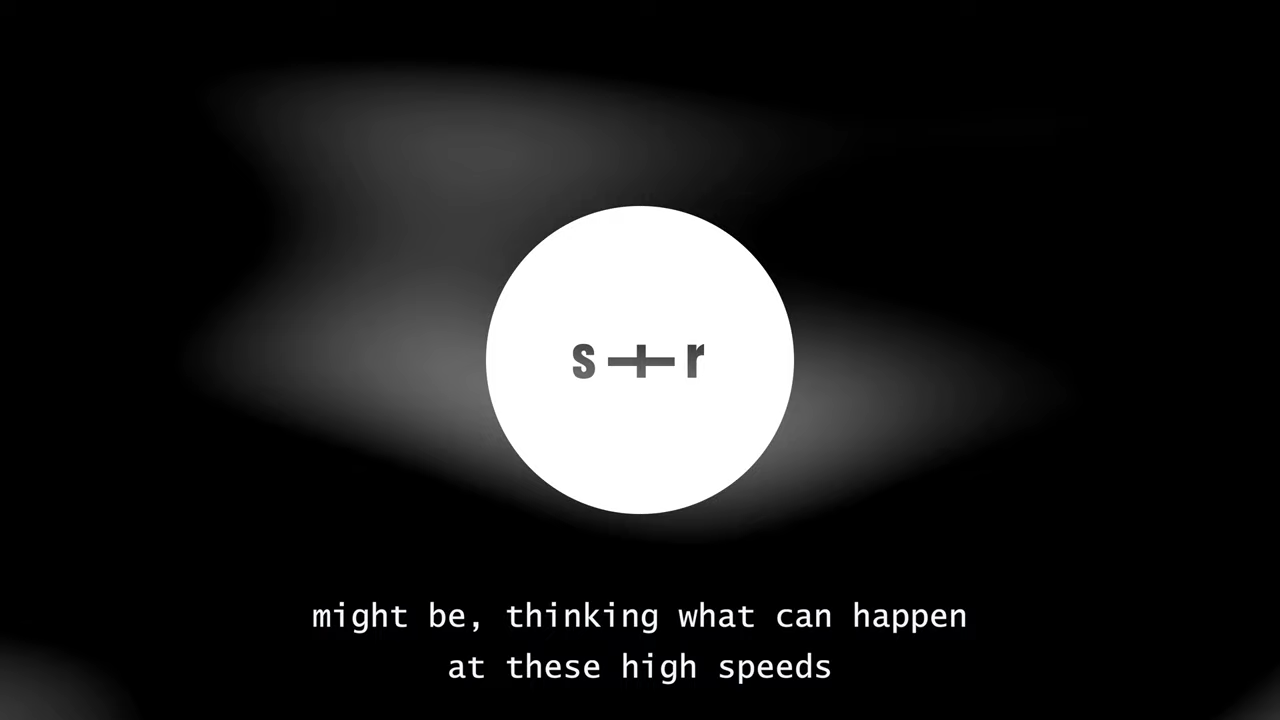 s+r
might be, thinking what can happen
at these high speeds